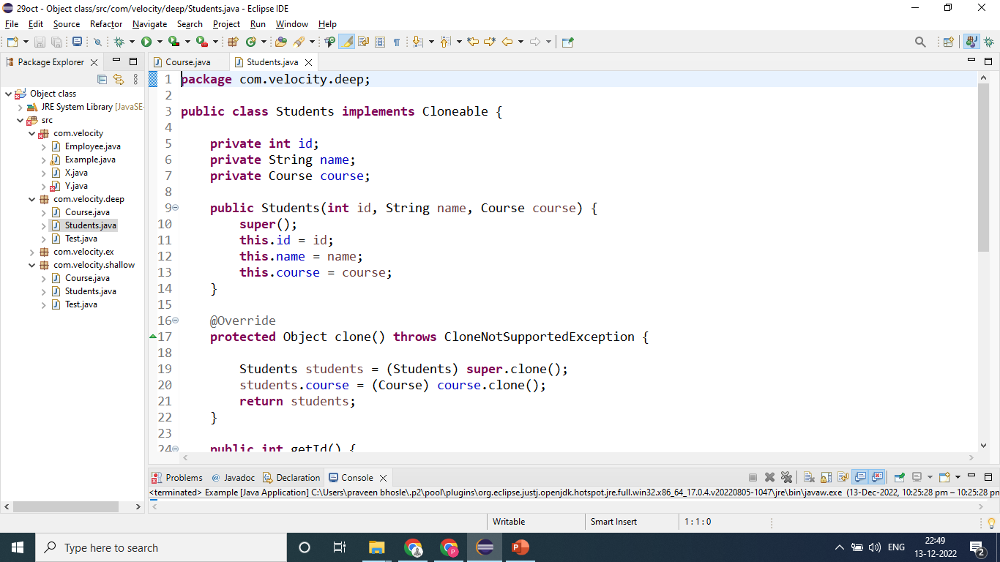 29oct - Object class/src/com/velocity/deep/Students.java - Eclipse IDE
File Edit Source Refactor Navigate Search Project Run Window Help
Package Explorer
Object class
JRE System Library [JavaSE-
src
com.velocity
Employee.java
Example.java
X.java
Y.java
com.velocity.deep
Course.java
Students.java
Test.java
com.velocity.ex
com.velocity.shallow
Course.java
Students.java
Test.java
Course.java Students.java
1 package com.velocity.deep;
2
3 public class Students implements Cloneable {
4
5 private int id;
6 private String name;
7 private Course course;
8
9 public Students(int id, String name, Course course) {
10 super();
11 this.id = id;
12 this.name = name;
13 this.course = course;
14 }
15
16 @Override
17 protected Object clone() throws CloneNotSupportedException {
18
19 Students students = (Students) super.clone();
20 students.course = (Course) course.clone();
21 return students;
22 }
23
24 public int getId() {
Problems @ Javadoc Declaration Console
<terminated> Example [Java Application] C:\Users\praveen bhosle\.p2\pool\plugins\org.eclipse.justj.openjdk.hotspot.jre.full.win32.x86_64_17.0.4.v20220805-1047\jre\bin\javaw.exe (13-Dec-2022, 10:25:28 pm – 10:25:28 pm
Writable Smart Insert 1 : 1 : 0
Type here to search
ENG
22:49
13-12-2022
2